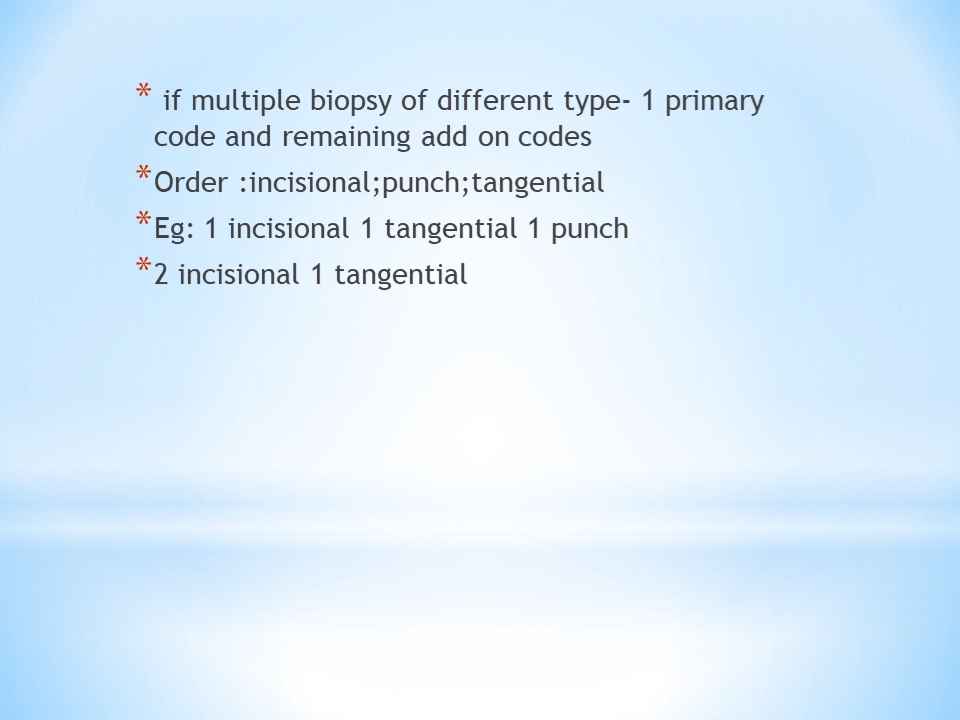 * if multiple biopsy of different type- 1 primary
code and remaining add on codes
*Order :incisional;punch;tangential
*Eg: 1 incisional 1 tangential 1 punch
*2 incisional 1 tangential